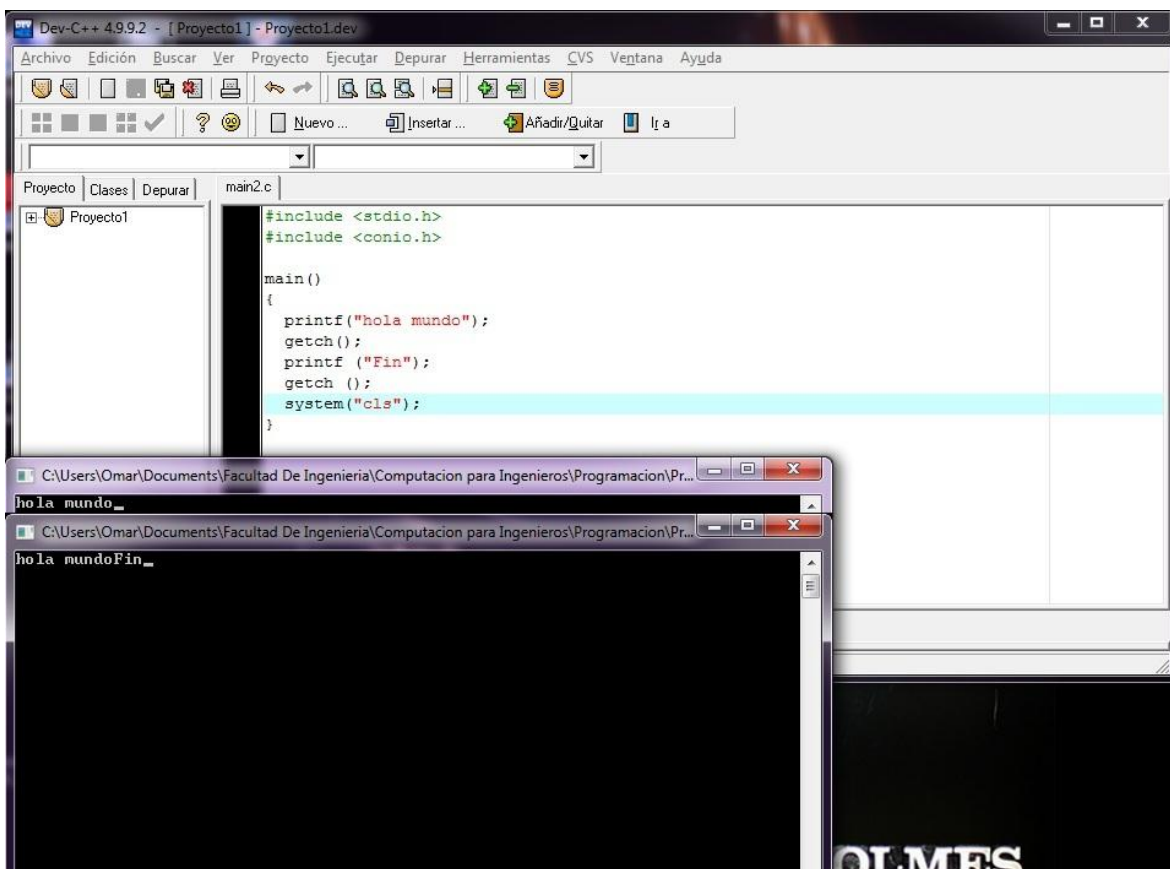 Dev-C++ 4.9.9.2 - [ Proyecto1 ] - Proyecto1.dev
Archivo Edición Buscar Ver Proyecto Ejecutar Depurar Herramientas CVS Ventana Ayuda
Nuevo ... Insertar ... Añadir/Quitar Ir a
Proyecto Clases Depurar main2.c
Proyecto1
#include <stdio.h>
#include <conio.h>
main()
{
printf("hola mundo");
getch();
printf ("Fin");
getch ();
system("cls");
}
C:\Users\Omar\Documents\Facultad De Ingenieria\Computacion para Ingenieros\Programacion\Pr...
hola mundo_
C:\Users\Omar\Documents\Facultad De Ingenieria\Computacion para Ingenieros\Programacion\Pr...
hola mundoFin_
OLMES